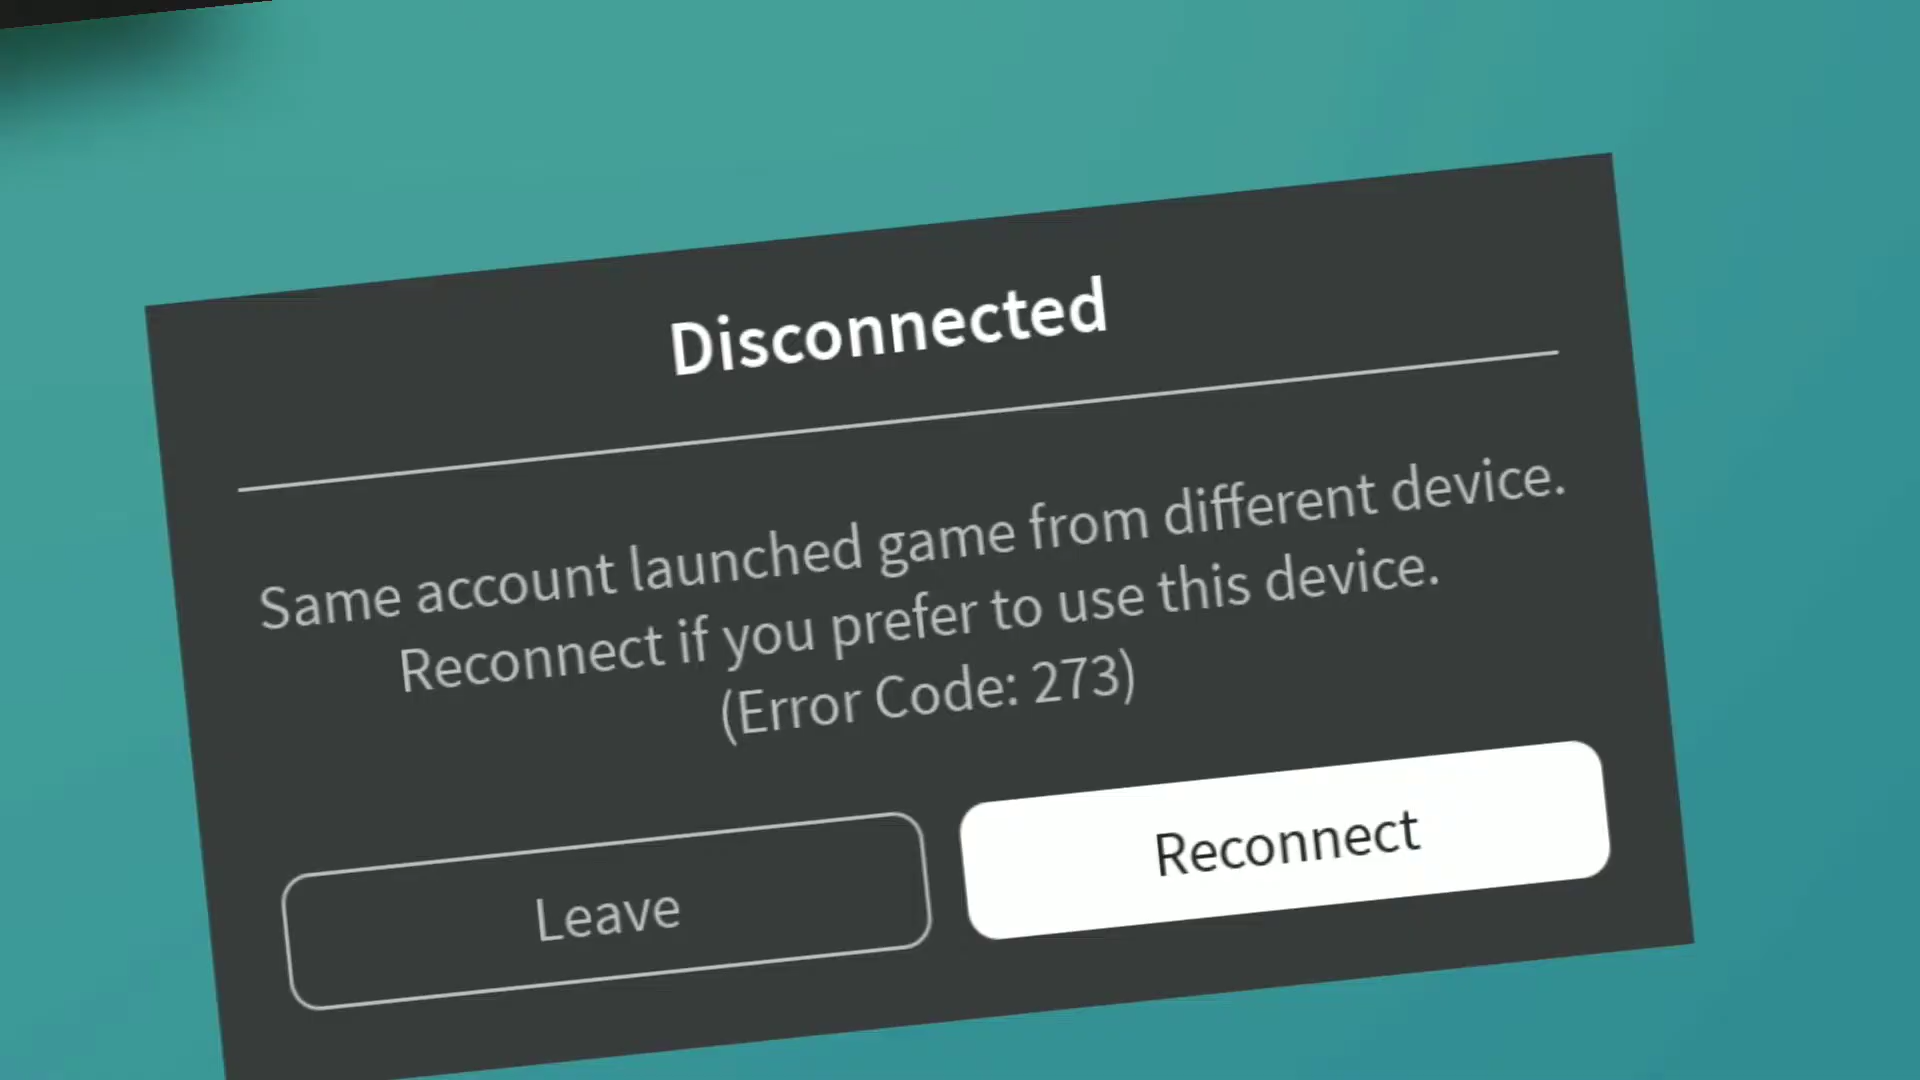 Disconnected
Same account launched game from different device.
Reconnect if you prefer to use this device.
(Error Code: 273)
Leave
Reconnect